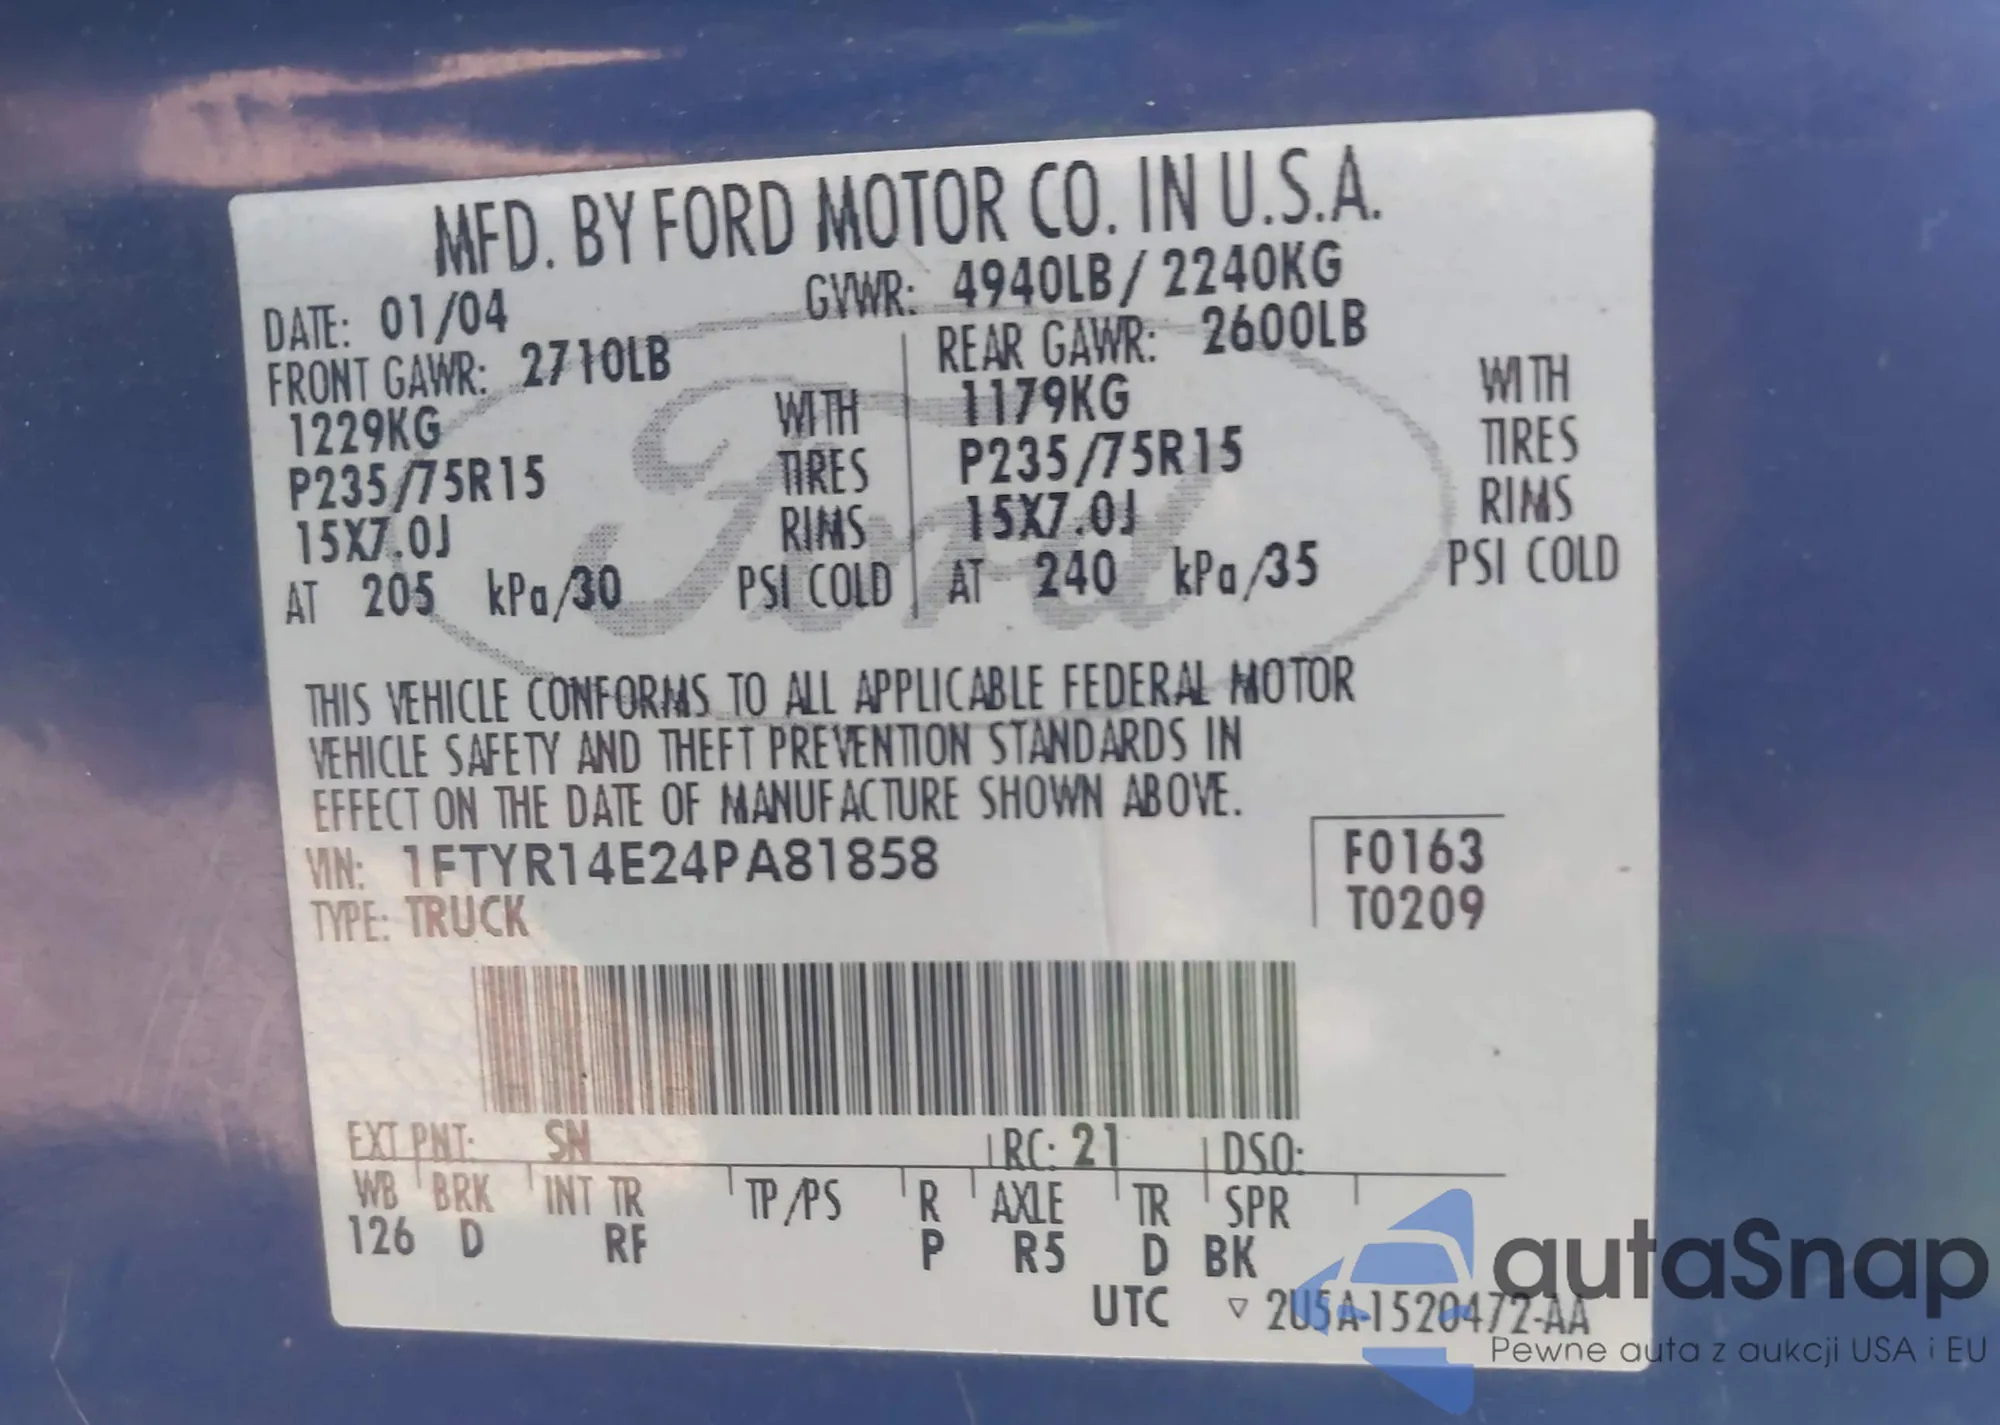 MFD. BY FORD MOTOR CO. IN U.S.A.
DATE: 01/04 GVWR: 4940LB / 2240KG
FRONT GAWR: 2710LB REAR GAWR: 2600LB
1229KG WITH 1179KG WITH
P235/75R15 TIRES P235/75R15 TIRES
15X7.0J RIMS 15X7.0J RIMS
AT 205 kPa/30 PSI COLD AT 240 kPa/35 PSI COLD
Ford
THIS VEHICLE CONFORMS TO ALL APPLICABLE FEDERAL MOTOR
VEHICLE SAFETY AND THEFT PREVENTION STANDARDS IN
EFFECT ON THE DATE OF MANUFACTURE SHOWN ABOVE.
VIN: 1FTYR14E24PA81858 F0163
TYPE: TRUCK T0209
EXT PNT: SN RC: 21 DSO:
WB BRK INT TR TP/PS R AXLE TR SPR
126 D RF P R5 D BK
UTC ▽ 2U5A-1520472-AA
autaSnap
Pewne auta z aukcji USA i EU